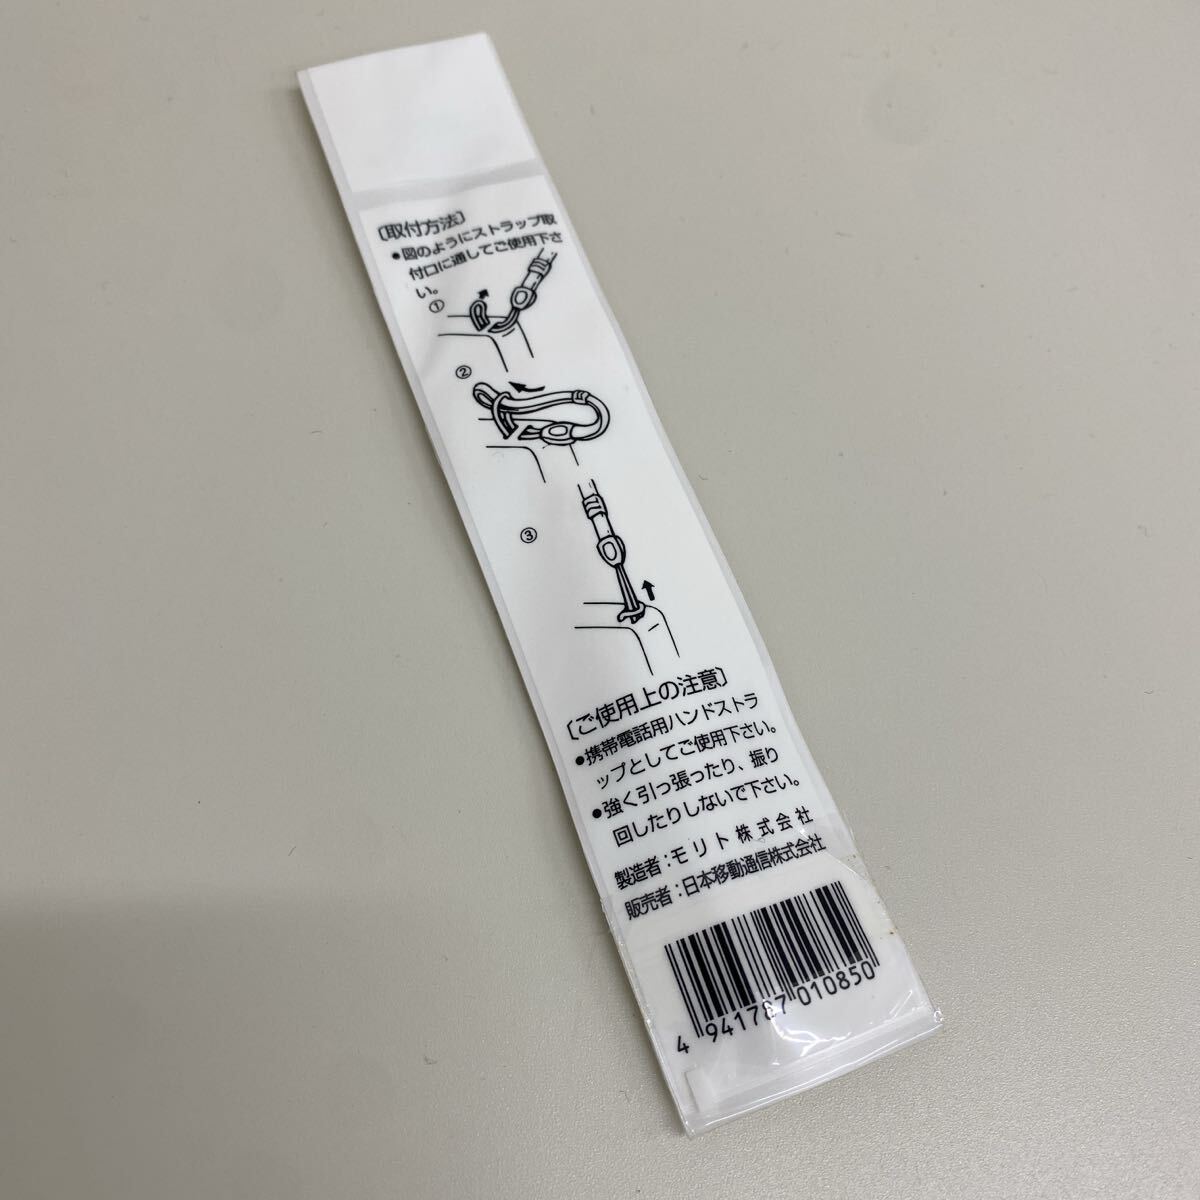 〔取付方法〕
●図のようにストラップ取
付口に通してご使用下さ
い。
①
②
③
〔ご使用上の注意〕
●携帯電話用ハンドストラ
ップとしてご使用下さい。
●強く引っ張ったり、振り
回したりしないで下さい。
製造者：モリト株式会社
販売者：日本移動通信株式会社
4 941787 010850